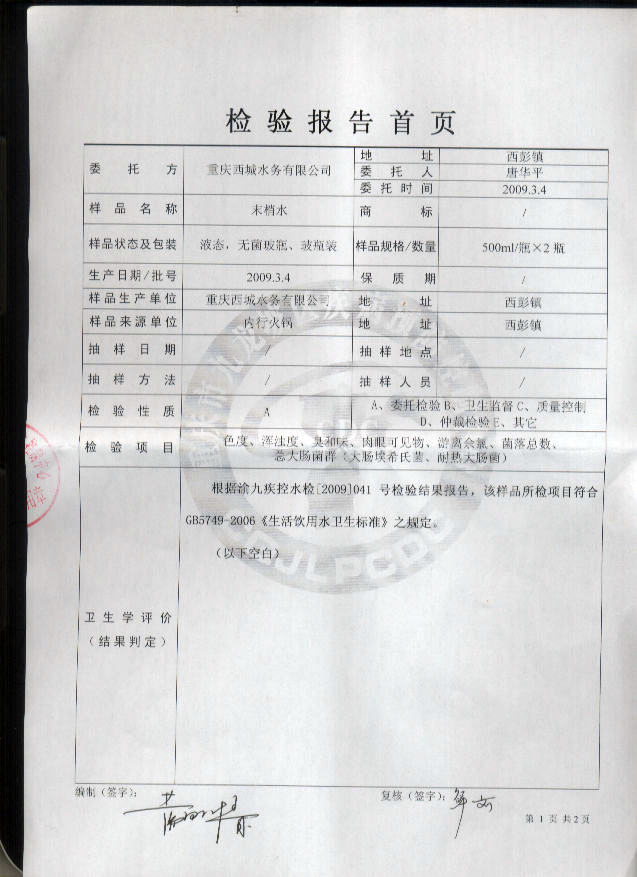 检验报告首页
委托方 重庆西城水务有限公司 地址 西彭镇
委托人 唐华平
委托时间 2009.3.4
样品名称 末梢水 商标 /
样品状态及包装 液态,无菌玻瓶、玻瓶装 样品规格/数量 500ml/瓶×2瓶
生产日期/批号 2009.3.4 保质期 /
样品生产单位 重庆西城水务有限公司 地址 西彭镇
样品来源单位 内行火锅 地址 西彭镇
抽样日期 / 抽样地点 /
抽样方法 / 抽样人员 /
检验性质 A A、委托检验B、卫生监督C、质量控制
D、仲裁检验E、其它
检验项目 色度、浑浊度、臭和味、肉眼可见物、游离余氯、菌落总数、
总大肠菌群(大肠埃希氏菌、耐热大肠菌)
根据渝九疾控水检[2009]041 号检验结果报告,该样品所检项目符合
GB5749-2006《生活饮用水卫生标准》之规定。
(以下空白)
卫生学评价
(结果判定)
CQJLPCDC
编制(签字): 复核(签字):
第 1 页 共2页